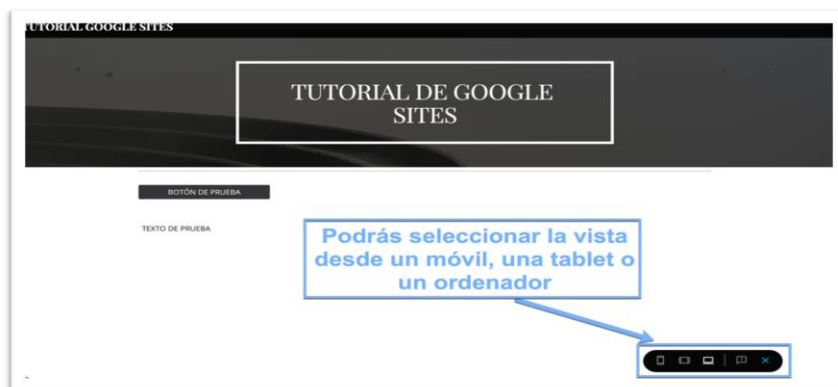 TUTORIAL GOOGLE SITES
TUTORIAL DE GOOGLE
SITES
BOTÓN DE PRUEBA
TEXTO DE PRUEBA
Podrás seleccionar la vista
desde un móvil, una tablet o
un ordenador